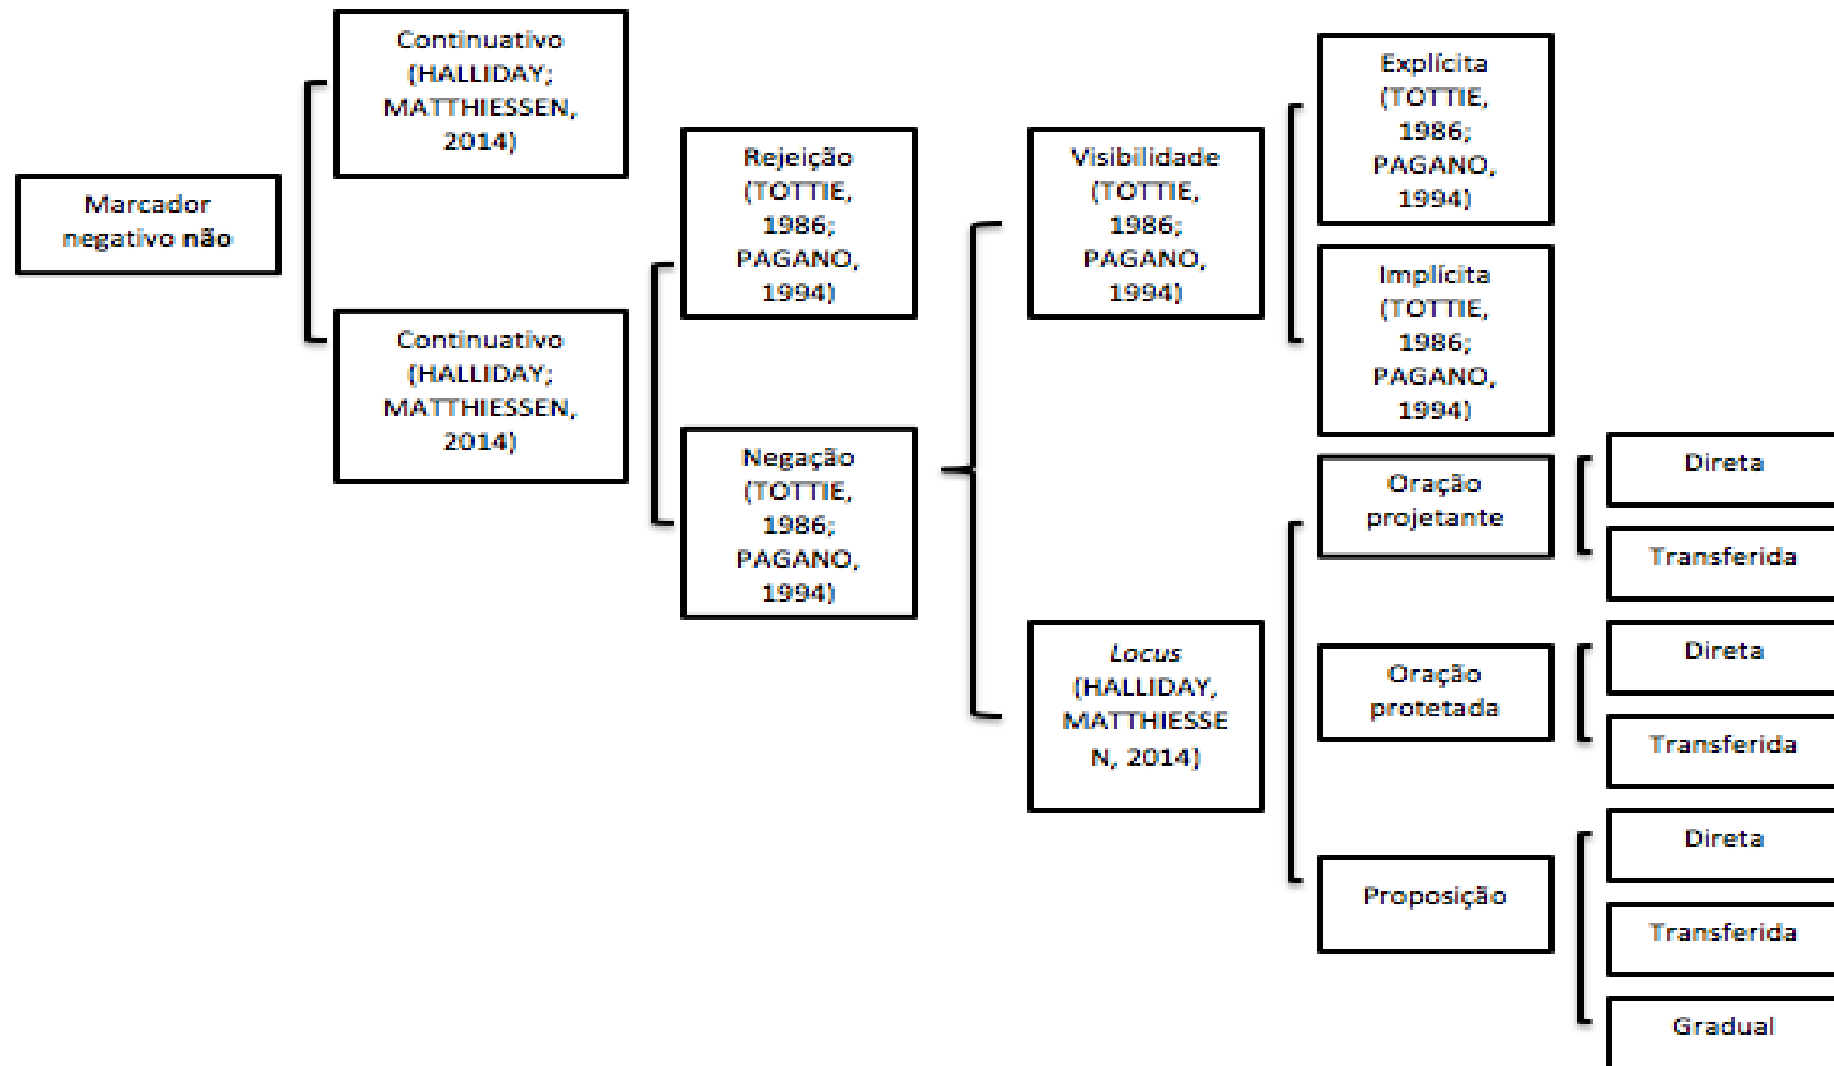 Marcador
negativo não
Continuativo
(HALLIDAY;
MATTHIESSEN,
2014)
Continuativo
(HALLIDAY;
MATTHIESSEN,
2014)
Rejeição
(TOTTIE,
1986;
PAGANO,
1994)
Negação
(TOTTIE,
1986;
PAGANO,
1994)
Visibilidade
(TOTTIE,
1986;
PAGANO,
1994)
Locus
(HALLIDAY,
MATTHIESSE
N, 2014)
Explícita
(TOTTIE,
1986;
PAGANO,
1994)
Implícita
(TOTTIE,
1986;
PAGANO,
1994)
Oração
projetante
Oração
protetada
Proposição
Direta
Transferida
Direta
Transferida
Direta
Transferida
Gradual